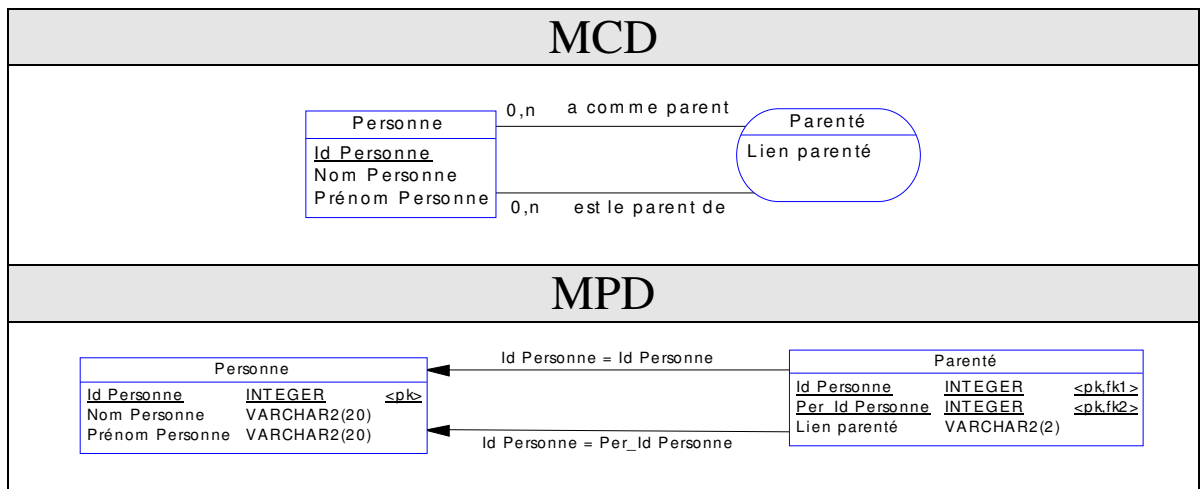 MCD
0,n a comme parent
Personne
Id Personne
Nom Personne
Prénom Personne
Parenté
Lien parenté
0,n est le parent de
MPD
Id Personne = Id Personne
Personne
Id Personne INTEGER <pk>
Nom Personne VARCHAR2(20)
Prénom Personne VARCHAR2(20)
Parenté
Id Personne INTEGER <pk,fk1>
Per_Id Personne INTEGER <pk,fk2>
Lien parenté VARCHAR2(2)
Id Personne = Per_Id Personne